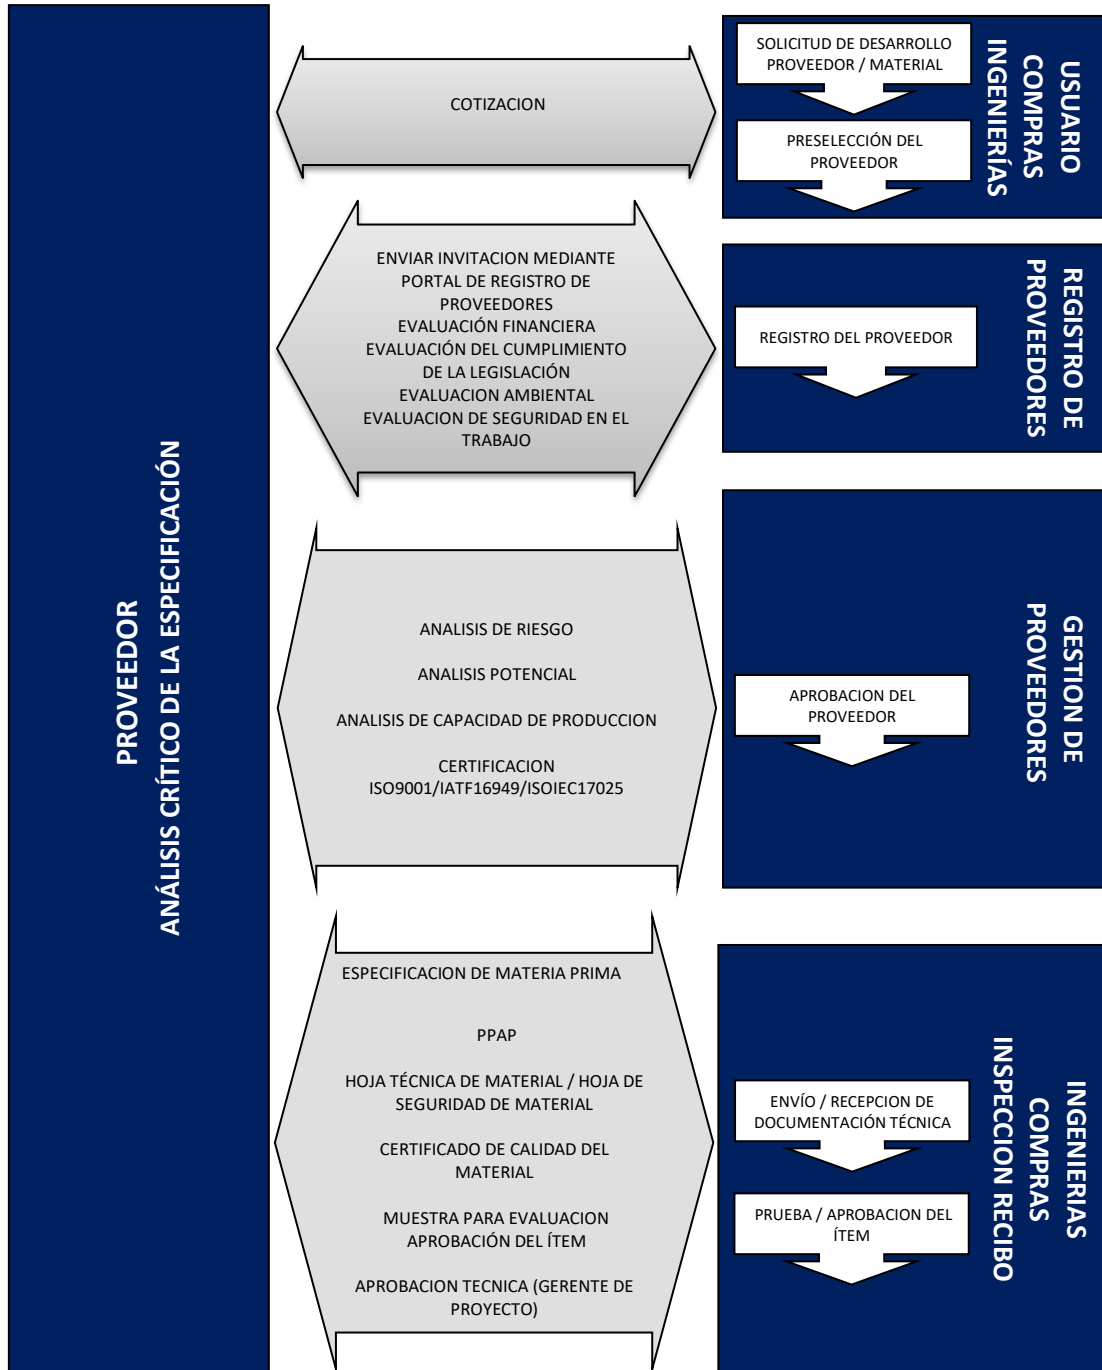 PROVEEDOR
ANÁLISIS CRÍTICO DE LA ESPECIFICACIÓN
COTIZACION
SOLICITUD DE DESARROLLO
PROVEEDOR / MATERIAL
PRESELECCIÓN DEL
PROVEEDOR
USUARIO
COMPRAS
INGENIERÍAS
ENVIAR INVITACION MEDIANTE
PORTAL DE REGISTRO DE
PROVEEDORES
EVALUACIÓN FINANCIERA
EVALUACIÓN DEL CUMPLIMIENTO
DE LA LEGISLACIÓN
EVALUACION AMBIENTAL
EVALUACION DE SEGURIDAD EN EL
TRABAJO
REGISTRO DEL PROVEEDOR
REGISTRO DE
PROVEEDORES
ANALISIS DE RIESGO
ANALISIS POTENCIAL
ANALISIS DE CAPACIDAD DE PRODUCCION
CERTIFICACION
ISO9001/IATF16949/ISOIEC17025
APROBACION DEL
PROVEEDOR
GESTION DE
PROVEEDORES
ESPECIFICACION DE MATERIA PRIMA
PPAP
HOJA TÉCNICA DE MATERIAL / HOJA DE
SEGURIDAD DE MATERIAL
CERTIFICADO DE CALIDAD DEL
MATERIAL
MUESTRA PARA EVALUACION
APROBACIÓN DEL ÍTEM
APROBACION TECNICA (GERENTE DE
PROYECTO)
ENVÍO / RECEPCION DE
DOCUMENTACIÓN TÉCNICA
PRUEBA / APROBACION DEL
ÍTEM
INGENIERIAS
COMPRAS
INSPECCION RECIBO